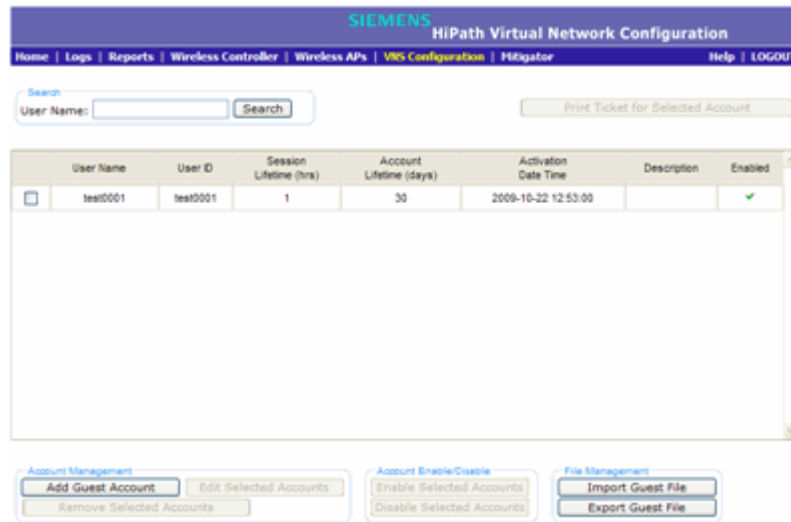 SIEMENS
HiPath Virtual Network Configuration
Home | Logs | Reports | Wireless Controller | Wireless APs | VNS Configuration | Mitigator Help | LOGOUT
Search
User Name: Search
Print Ticket for Selected Account
User Name User ID Session Lifetime (hrs) Account Lifetime (days) Activation Date Time Description Enabled
test0001 test0001 1 30 2009-10-22 12:53:00
Account Management Account Enable/Disable File Management
Add Guest Account Edit Selected Accounts Enable Selected Accounts Import Guest File
Remove Selected Accounts Disable Selected Accounts Export Guest File